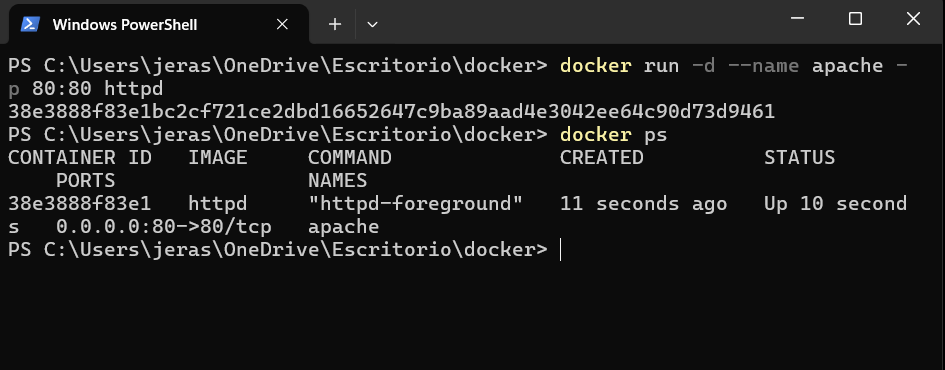 Windows PowerShell
PS C:\Users\jeras\OneDrive\Escritorio\docker> docker run -d --name apache -
p 80:80 httpd
38e3888f83e1bc2cf721ce2dbd16652647c9ba89aad4e3042ee64c90d73d9461
PS C:\Users\jeras\OneDrive\Escritorio\docker> docker ps
CONTAINER ID   IMAGE     COMMAND              CREATED          STATUS
    PORTS                NAMES
38e3888f83e1   httpd     "httpd-foreground"   11 seconds ago   Up 10 second
s   0.0.0.0:80->80/tcp   apache
PS C:\Users\jeras\OneDrive\Escritorio\docker>